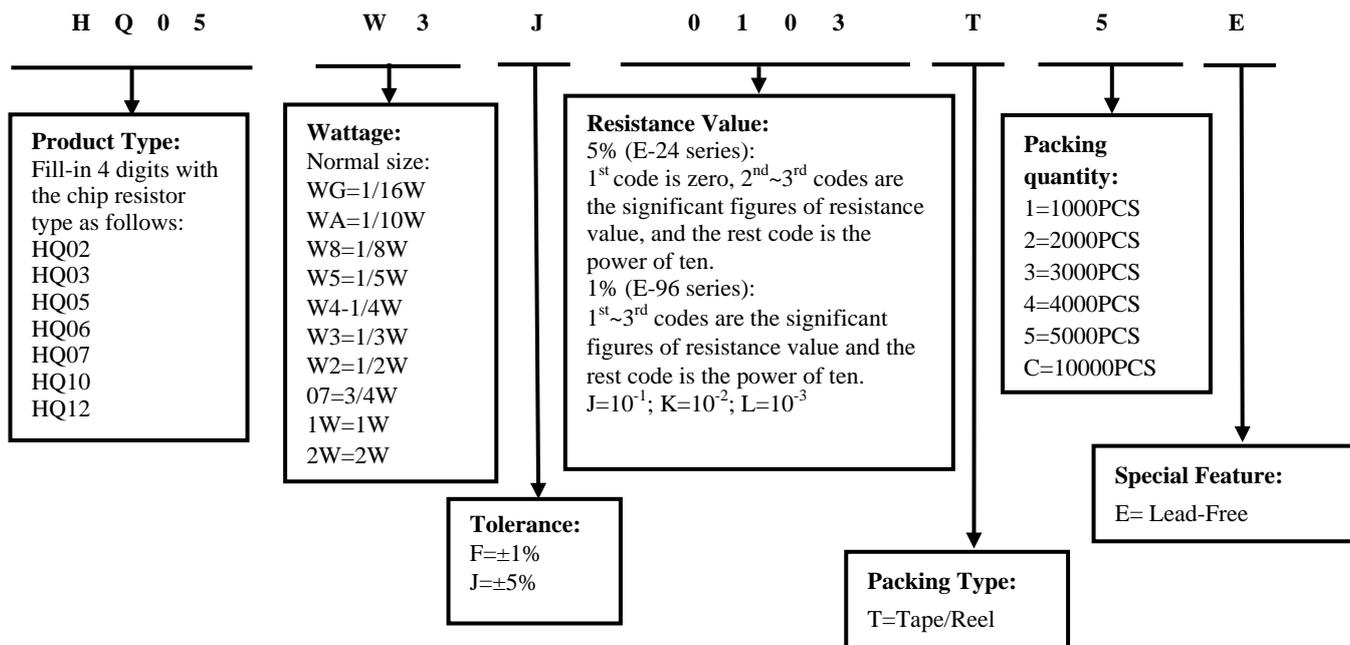 H Q 0 5 W 3 J 0 1 0 3 T 5 E
Product Type:
Fill-in 4 digits with
the chip resistor
type as follows:
HQ02
HQ03
HQ05
HQ06
HQ07
HQ10
HQ12
Wattage:
Normal size:
WG=1/16W
WA=1/10W
W8=1/8W
W5=1/5W
W4-1/4W
W3=1/3W
W2=1/2W
07=3/4W
1W=1W
2W=2W
Tolerance:
F=±1%
J=±5%
Resistance Value:
5% (E-24 series):
1st code is zero, 2nd~3rd codes are
the significant figures of resistance
value, and the rest code is the
power of ten.
1% (E-96 series):
1st~3rd codes are the significant
figures of resistance value and the
rest code is the power of ten.
J=10-1; K=10-2; L=10-3
Packing Type:
T=Tape/Reel
Packing
quantity:
1=1000PCS
2=2000PCS
3=3000PCS
4=4000PCS
5=5000PCS
C=10000PCS
Special Feature:
E= Lead-Free